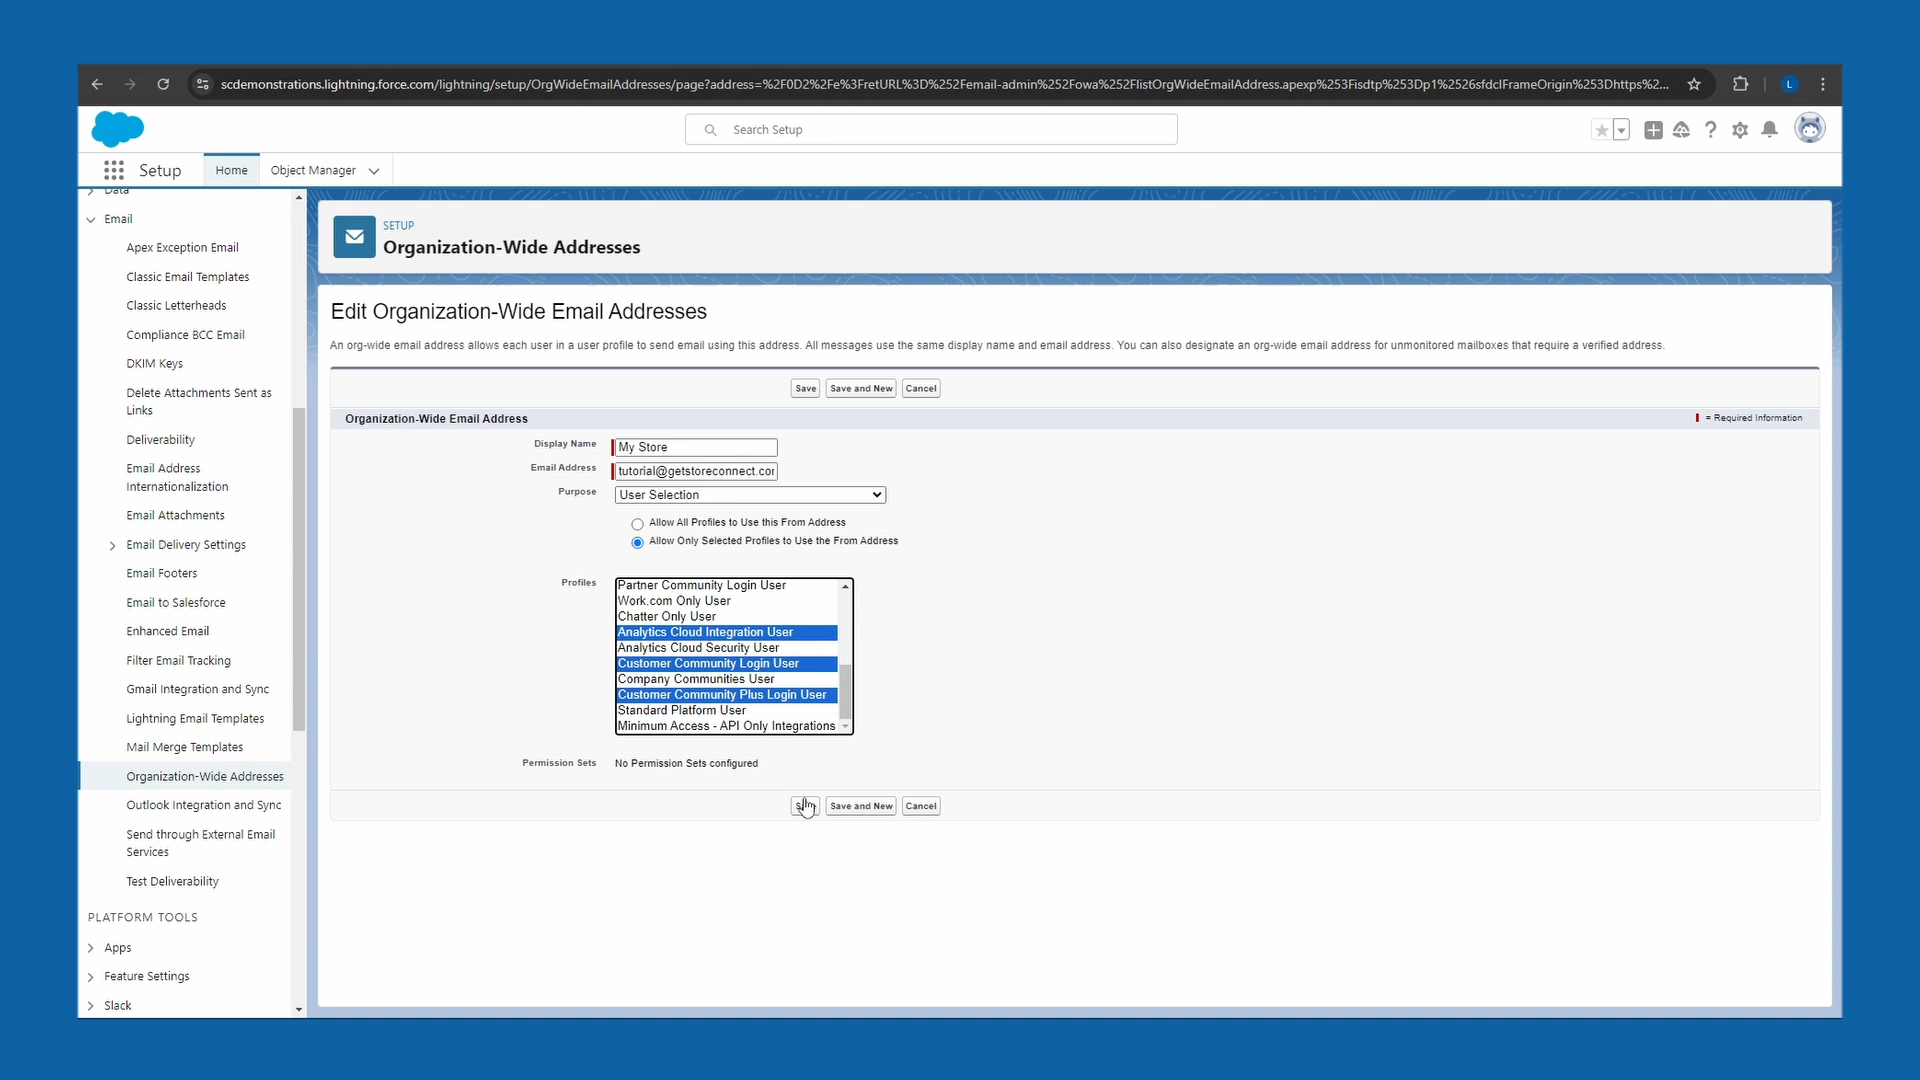 scdemonstrations.lightning.force.com/lightning/setup/OrgWideEmailAddresses/page?address=%2F0D2%2Fe%3FretURL%3D%252Femail-admin%252Fowa%252FlistOrgWideEmailAddress.apexp%253Fisdtp%253Dp1%2526sfdcIFrameOrigin%253Dhttps%2...
L
Search Setup
Setup
Home
Object Manager
Data
Email
Apex Exception Email
Classic Email Templates
Classic Letterheads
Compliance BCC Email
DKIM Keys
Delete Attachments Sent as
Links
Deliverability
Email Address
Internationalization
Email Attachments
Email Delivery Settings
Email Footers
Email to Salesforce
Enhanced Email
Filter Email Tracking
Gmail Integration and Sync
Lightning Email Templates
Mail Merge Templates
Organization-Wide Addresses
Outlook Integration and Sync
Send through External Email
Services
Test Deliverability
PLATFORM TOOLS
Apps
Feature Settings
Slack
SETUP
Organization-Wide Addresses
Edit Organization-Wide Email Addresses
An org-wide email address allows each user in a user profile to send email using this address. All messages use the same display name and email address. You can also designate an org-wide email address for unmonitored mailboxes that require a verified address.
Save
Save and New
Cancel
Organization-Wide Email Address
= Required Information
Display Name
My Store
Email Address
tutorial@getstoreconnect.cor
Purpose
User Selection
Allow All Profiles to Use this From Address
Allow Only Selected Profiles to Use the From Address
Profiles
Partner Community Login User
Work.com Only User
Chatter Only User
Analytics Cloud Integration User
Analytics Cloud Security User
Customer Community Login User
Company Communities User
Customer Community Plus Login User
Standard Platform User
Minimum Access - API Only Integrations
Permission Sets
No Permission Sets configured
Save and New
Cancel